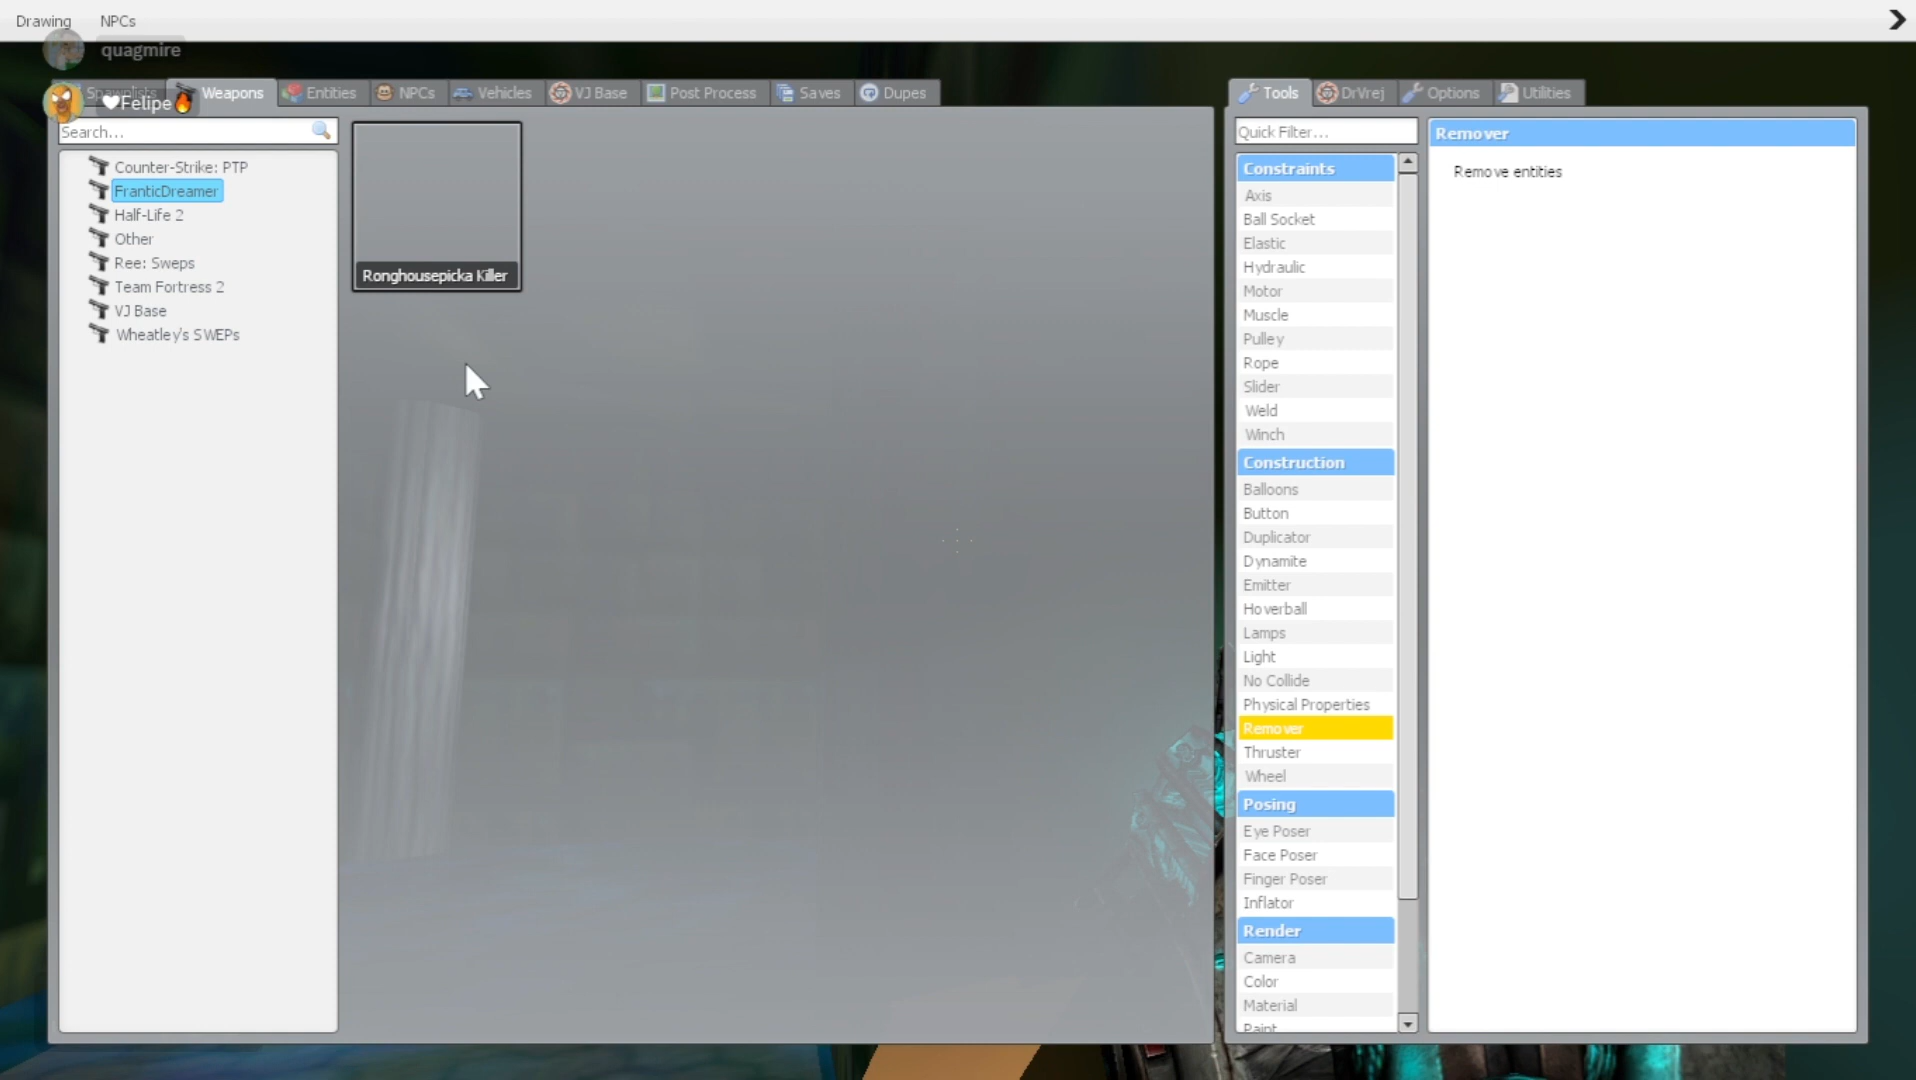 Drawing NPCs
quagmire
Spawnlists Weapons Entities NPCs Vehicles VJ Base Post Process Saves Dupes
❤Felipe🔥
Search...
Counter-Strike: PTP
FranticDreamer
Half-Life 2
Other
Ree: Sweps
Team Fortress 2
VJ Base
Wheatley's SWEPs
Ronghousepicka Killer
Tools DrVrej Options Utilities
Quick Filter...
Constraints
Axis
Ball Socket
Elastic
Hydraulic
Motor
Muscle
Pulley
Rope
Slider
Weld
Winch
Construction
Balloons
Button
Duplicator
Dynamite
Emitter
Hoverball
Lamps
Light
No Collide
Physical Properties
Remover
Thruster
Wheel
Posing
Eye Poser
Face Poser
Finger Poser
Inflator
Render
Camera
Color
Material
Paint
Remover
Remove entities